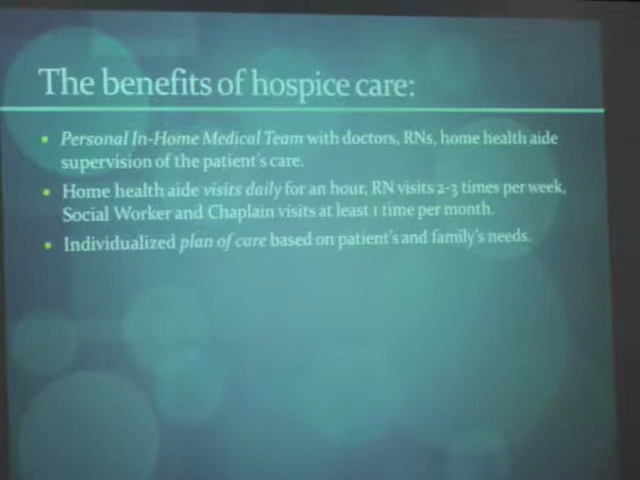 The benefits of hospice care:
• Personal In-Home Medical Team with doctors, RNs, home health aide
supervision of the patient's care.
• Home health aide visits daily for an hour, RN visits 2-3 times per week,
Social Worker and Chaplain visits at least 1 time per month.
• Individualized plan of care based on patient's and family's needs.